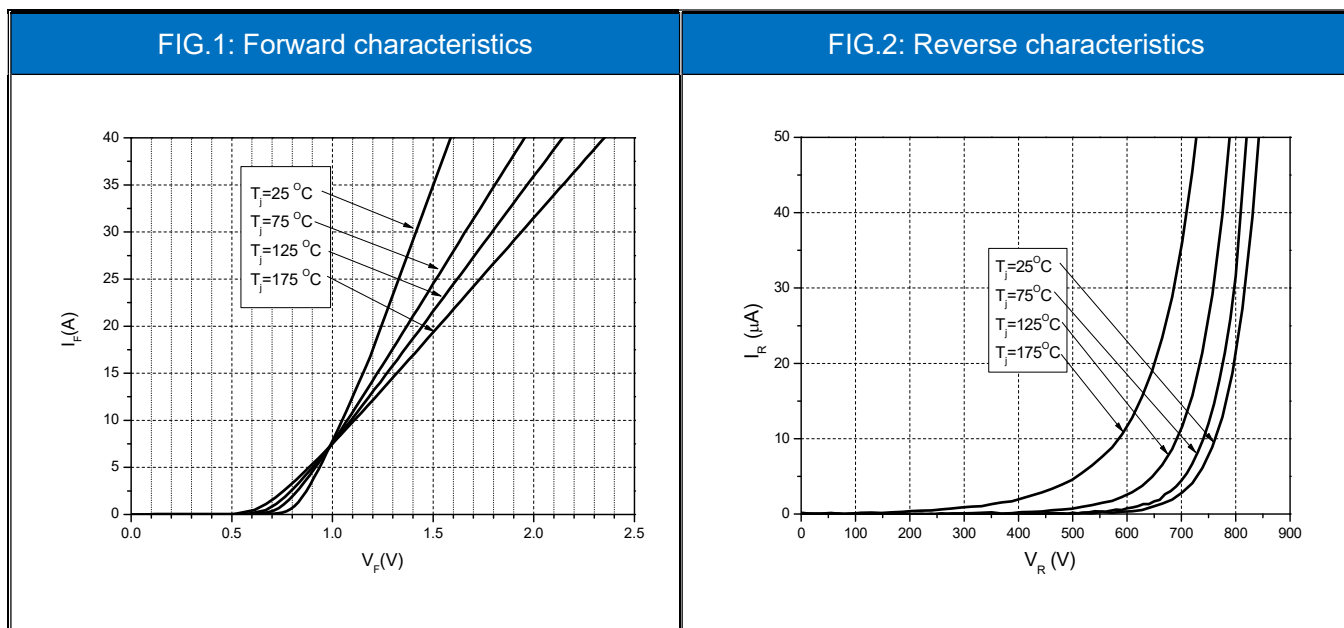 FIG.1: Forward characteristics
FIG.2: Reverse characteristics
40
35
30
25
20
15
10
5
0
I_F(A)
T_j=25 °C
T_j=75 °C
T_j=125 °C
T_j=175 °C
0.0 0.5 1.0 1.5 2.0 2.5
V_F(V)
50
40
30
20
10
0
I_R (μA)
T_j=25°C
T_j=75°C
T_j=125°C
T_j=175°C
0 100 200 300 400 500 600 700 800 900
V_R (V)